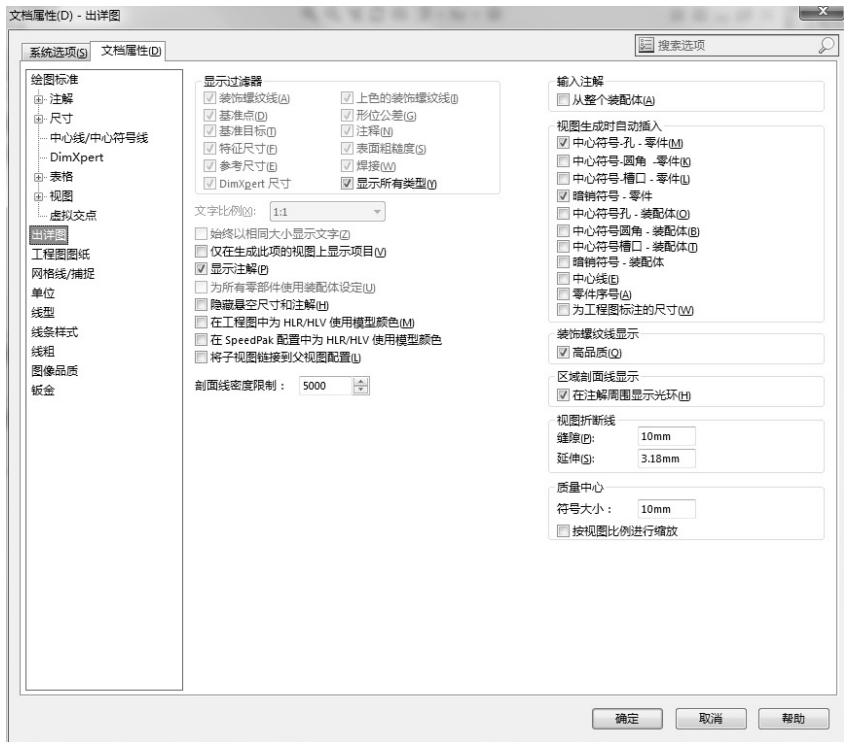 文档属性(D) - 出详图
系统选项(S) 文档属性(D)
搜索选项
绘图标准
注解
尺寸
中心线/中心符号线
DimXpert
表格
视图
虚拟交点
出详图
工程图图纸
网格线/捕捉
单位
线型
线条样式
线粗
图像品质
钣金
显示过滤器
装饰螺纹线(A) 上色的装饰螺纹线(I)
基准点(D) 形位公差(G)
基准目标(T) 注释(N)
特征尺寸(F) 表面粗糙度(S)
参考尺寸(E) 焊接(W)
DimXpert 尺寸 显示所有类型(Y)
文字比例(X): 1:1
始终以相同大小显示文字(Z)
仅在生成此项的视图上显示项目(V)
显示注解(P)
为所有零部件使用装配体设定(U)
隐藏悬空尺寸和注解(H)
在工程图中为 HLR/HLV 使用模型颜色(M)
在 SpeedPak 配置中为 HLR/HLV 使用模型颜色
将子视图链接到父视图配置(L)
剖面线密度限制： 5000
输入注解
从整个装配体(A)
视图生成时自动插入
中心符号-孔 - 零件(M)
中心符号-圆角 -零件(K)
中心符号-槽口 - 零件(L)
暗销符号 - 零件
中心符号孔 - 装配体(O)
中心符号圆角 - 装配体(B)
中心符号槽口 - 装配体(T)
暗销符号 - 装配体
中心线(E)
零件序号(A)
为工程图标注的尺寸(W)
装饰螺纹线显示
高品质(Q)
区域剖面线显示
在注解周围显示光环(H)
视图折断线
缝隙(P): 10mm
延伸(S): 3.18mm
质量中心
符号大小： 10mm
按视图比例进行缩放
确定 取消 帮助